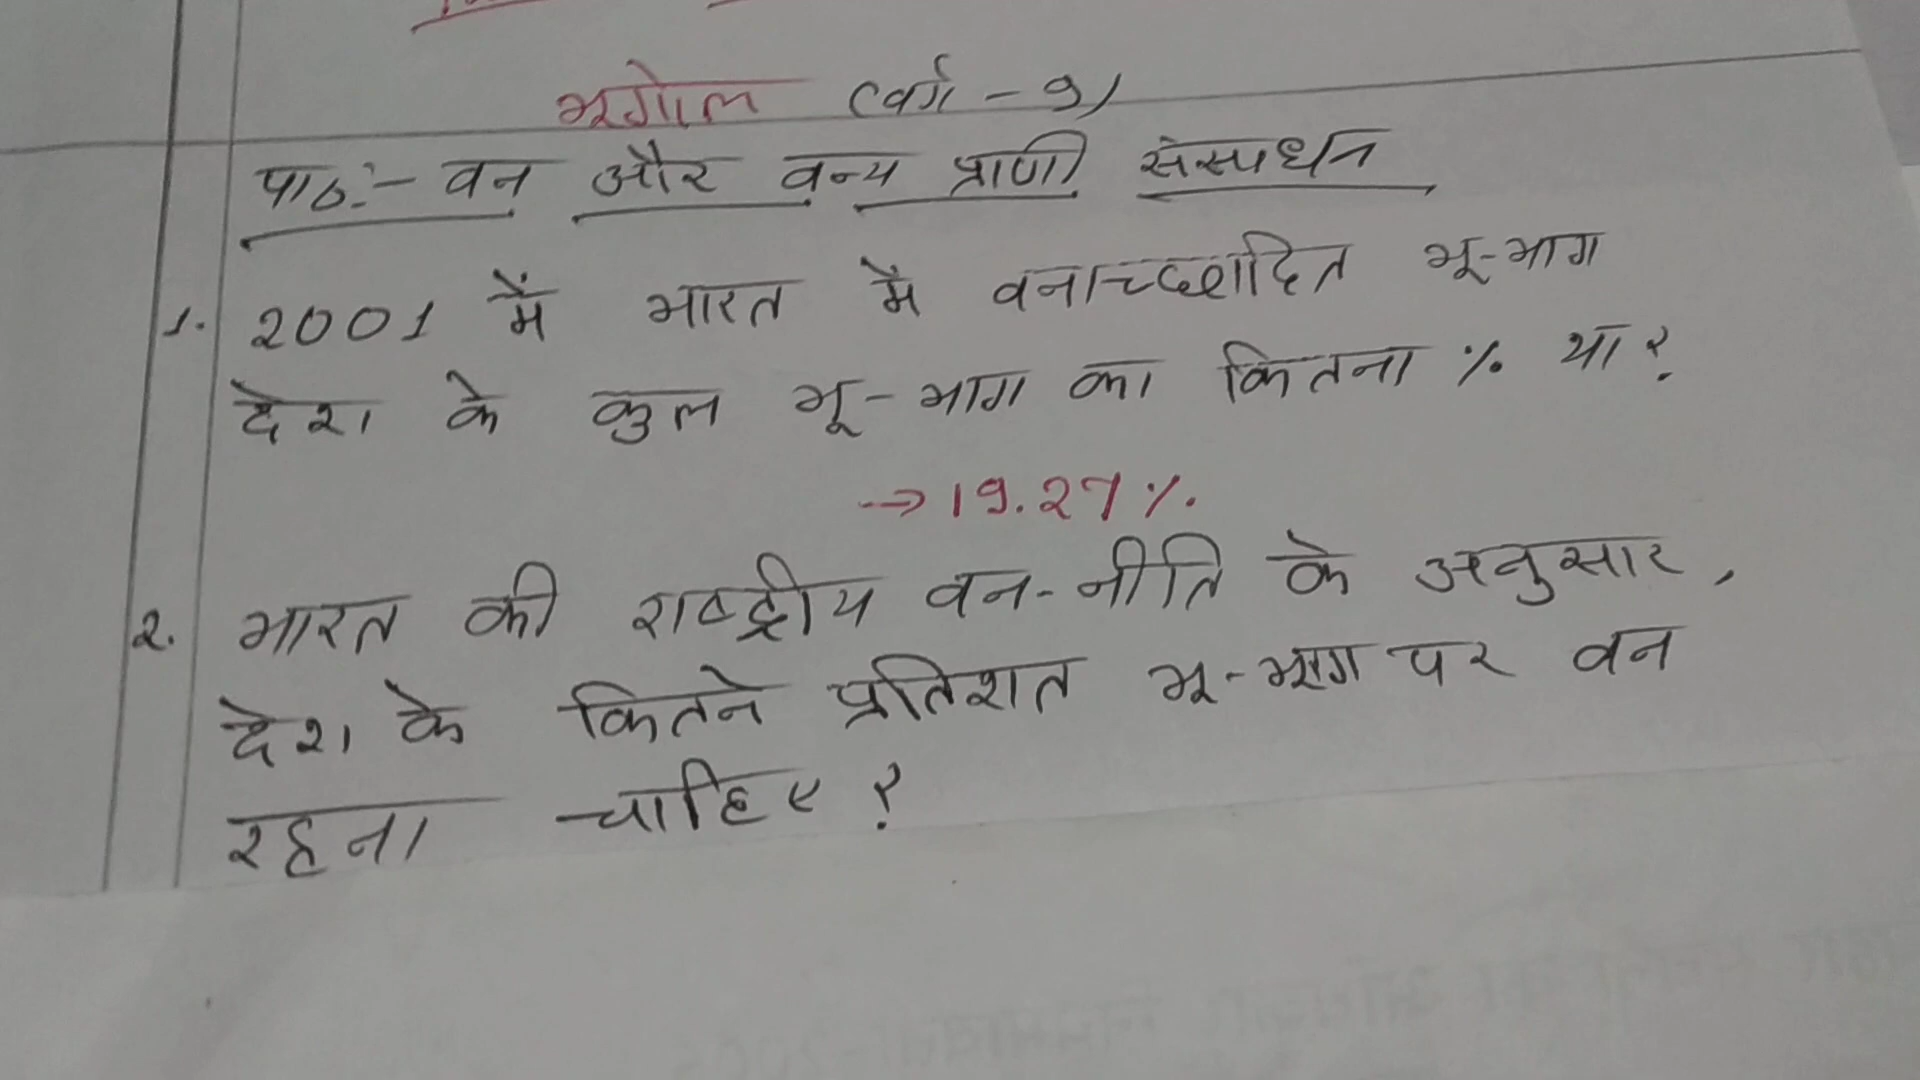 भूगोल (वर्ग - 9)
पाठ:- वन और वन्य प्राणी संसाधन
1. 2001 में भारत में वनाच्छादित भू-भाग
देश के कुल भू-भाग का कितना % था?
→ 19.27%
2. भारत की राष्ट्रीय वन-नीति के अनुसार,
देश के कितने प्रतिशत भू-भाग पर वन
रहना चाहिए?